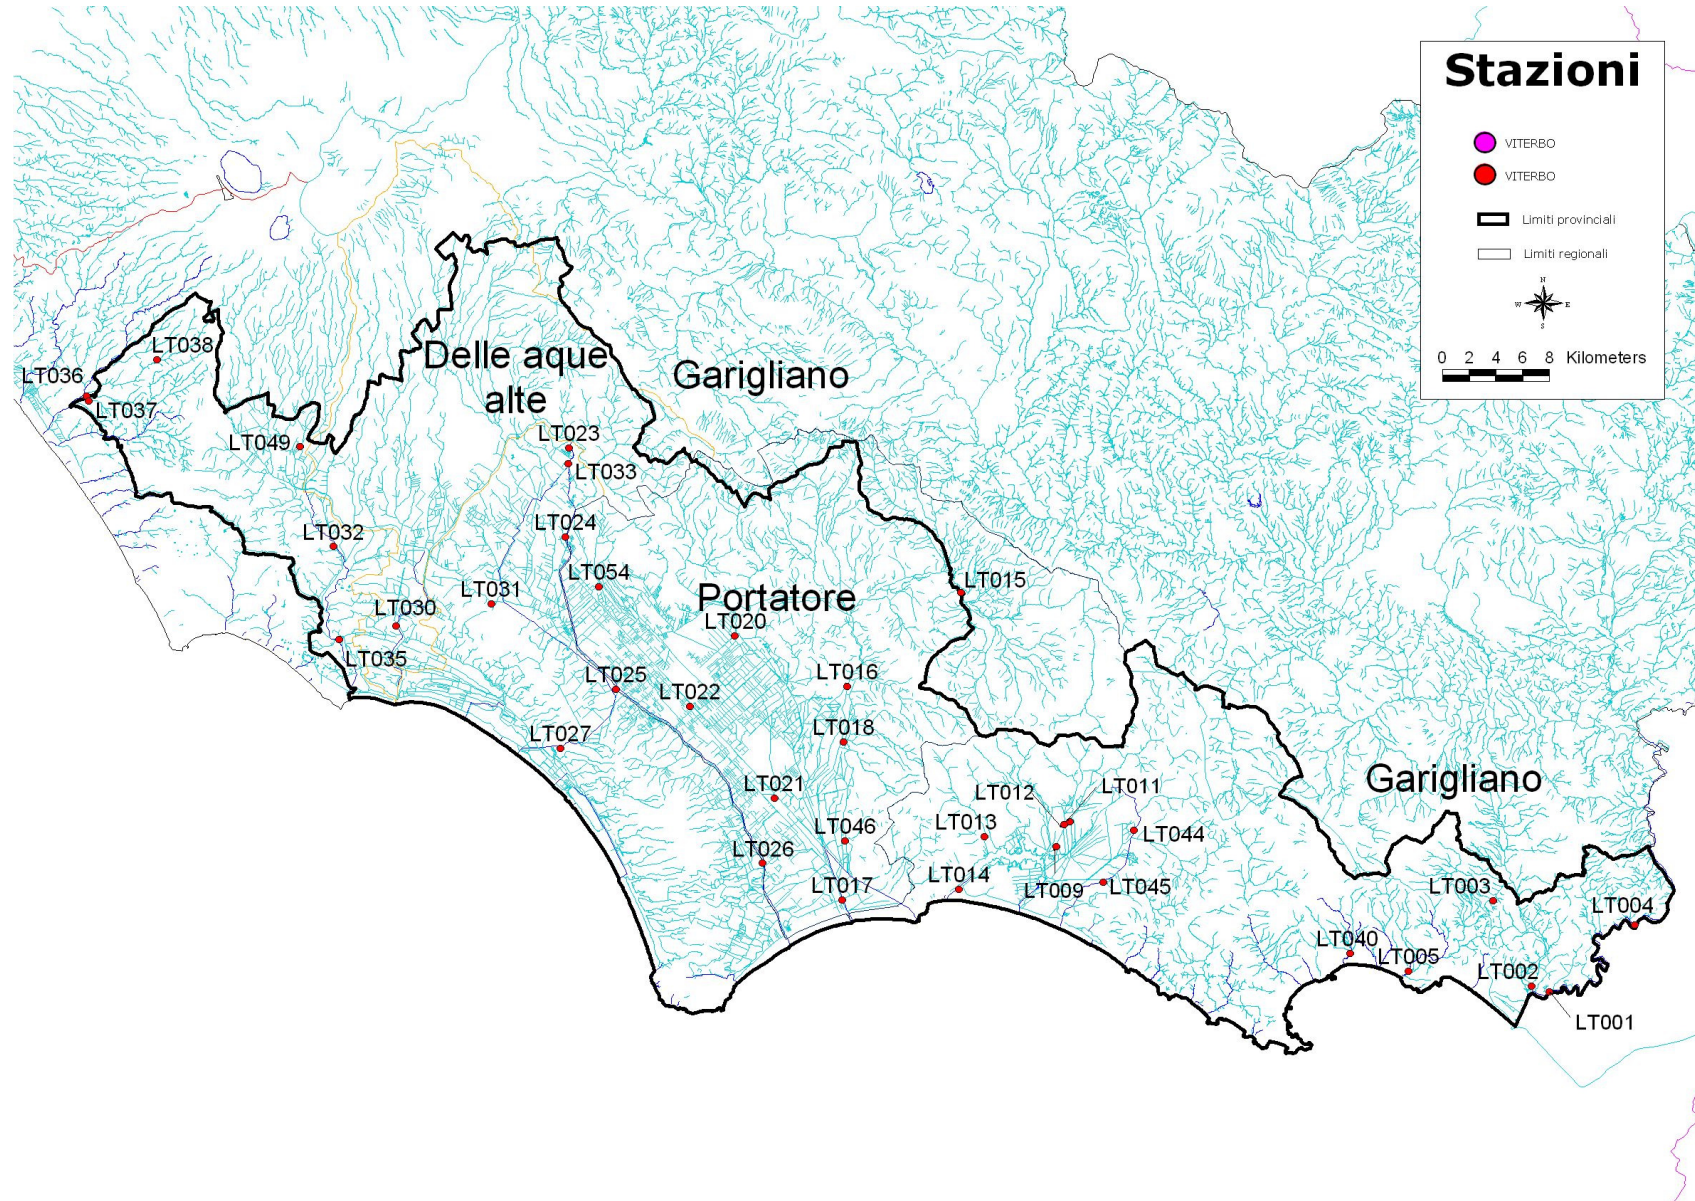 Stazioni
VITERBO
VITERBO
Limiti provinciali
Limiti regionali
N
W E
S
0 2 4 6 8 Kilometers
LT038
LT036
LT037
Delle aque
alte
Garigliano
LT049
LT023
LT033
LT032
LT024
LT054
LT031
LT030
LT035
Portatore
LT015
LT020
LT016
LT025
LT022
LT018
LT027
LT021
LT012
LT011
Garigliano
LT013
LT046
LT044
LT026
LT017
LT014
LT009
LT045
LT003
LT004
LT040
LT005
LT002
LT001